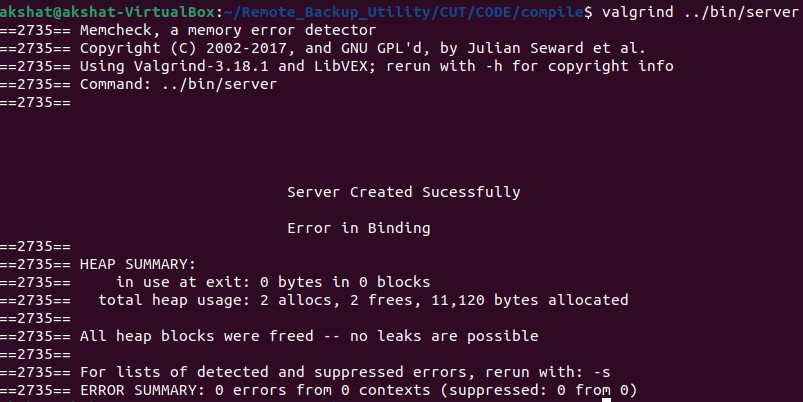 akshat@akshat-VirtualBox:~/Remote_Backup_Utility/CUT/CODE/compile$ valgrind ../bin/server
==2735== Memcheck, a memory error detector
==2735== Copyright (C) 2002-2017, and GNU GPL'd, by Julian Seward et al.
==2735== Using Valgrind-3.18.1 and LibVEX; rerun with -h for copyright info
==2735== Command: ../bin/server
==2735==
Server Created Sucessfully
Error in Binding
==2735==
==2735== HEAP SUMMARY:
==2735==     in use at exit: 0 bytes in 0 blocks
==2735==   total heap usage: 2 allocs, 2 frees, 11,120 bytes allocated
==2735==
==2735== All heap blocks were freed -- no leaks are possible
==2735==
==2735== For lists of detected and suppressed errors, rerun with: -s
==2735== ERROR SUMMARY: 0 errors from 0 contexts (suppressed: 0 from 0)